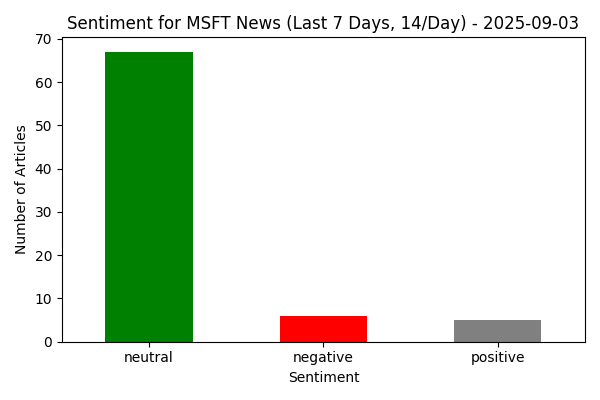 Sentiment for MSFT News (Last 7 Days, 14/Day) - 2025-09-03
70
60
50
40
30
20
10
0
Number of Articles
neutral negative positive
Sentiment